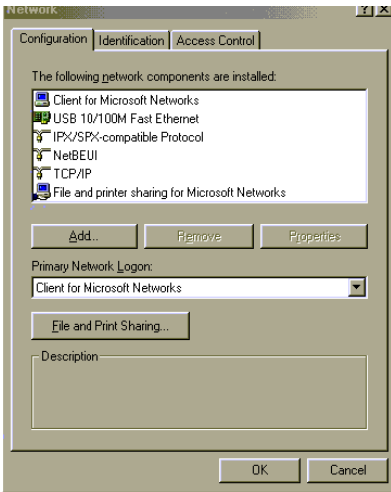 Network
Configuration Identification Access Control
The following network components are installed:
Client for Microsoft Networks
USB 10/100M Fast Ethernet
IPX/SPX-compatible Protocol
NetBEUI
TCP/IP
File and printer sharing for Microsoft Networks
Add... Remove Properties
Primary Network Logon:
Client for Microsoft Networks
File and Print Sharing...
Description
OK Cancel